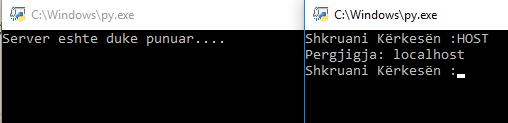 C:\Windows\py.exe
Server eshte duke punuar....
C:\Windows\py.exe
Shkruani Kërkesën :HOST
Pergjigja: localhost
Shkruani Kërkesën :